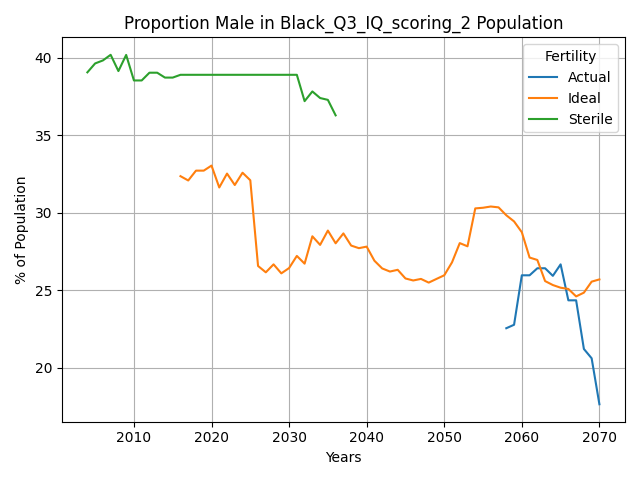 Proportion Male in Black_Q3_IQ_scoring_2 Population
% of Population
40
35
30
25
20
Fertility
Actual
Ideal
Sterile
2010 2020 2030 2040 2050 2060 2070
Years